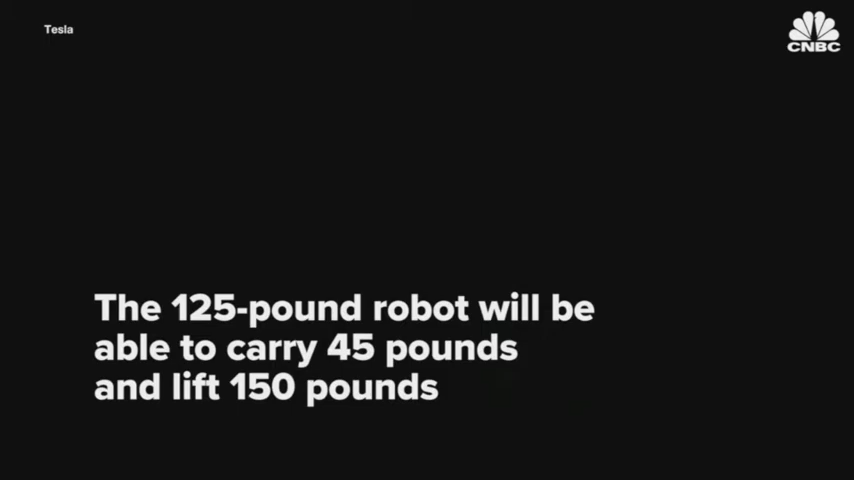 Tesla
CNBC
The 125-pound robot will be
able to carry 45 pounds
and lift 150 pounds